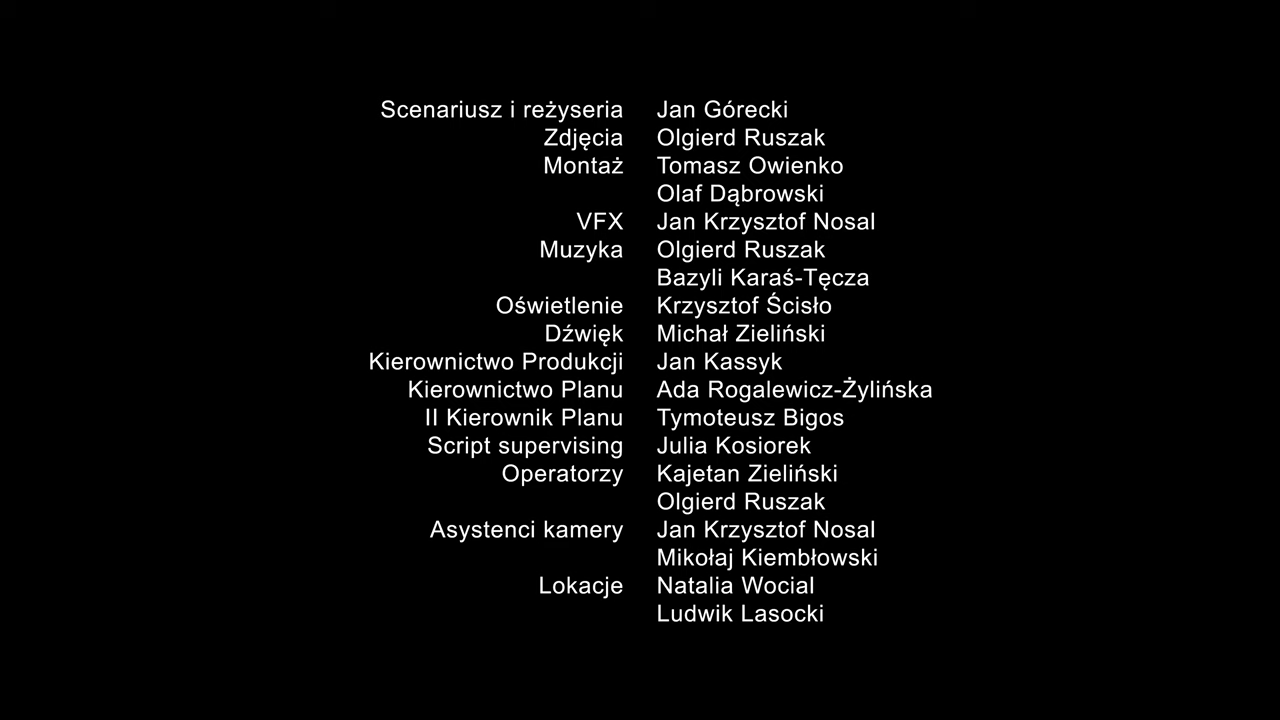 Scenariusz i reżyseria Jan Górecki
Zdjęcia Olgierd Ruszak
Montaż Tomasz Owienko
Olaf Dąbrowski
VFX Jan Krzysztof Nosal
Muzyka Olgierd Ruszak
Bazyli Karaś-Tęcza
Oświetlenie Krzysztof Ścisło
Dźwięk Michał Zieliński
Kierownictwo Produkcji Jan Kassyk
Kierownictwo Planu Ada Rogalewicz-Żylińska
II Kierownik Planu Tymoteusz Bigos
Script supervising Julia Kosiorek
Operatorzy Kajetan Zieliński
Olgierd Ruszak
Asystenci kamery Jan Krzysztof Nosal
Mikołaj Kiembłowski
Lokacje Natalia Wocial
Ludwik Lasocki